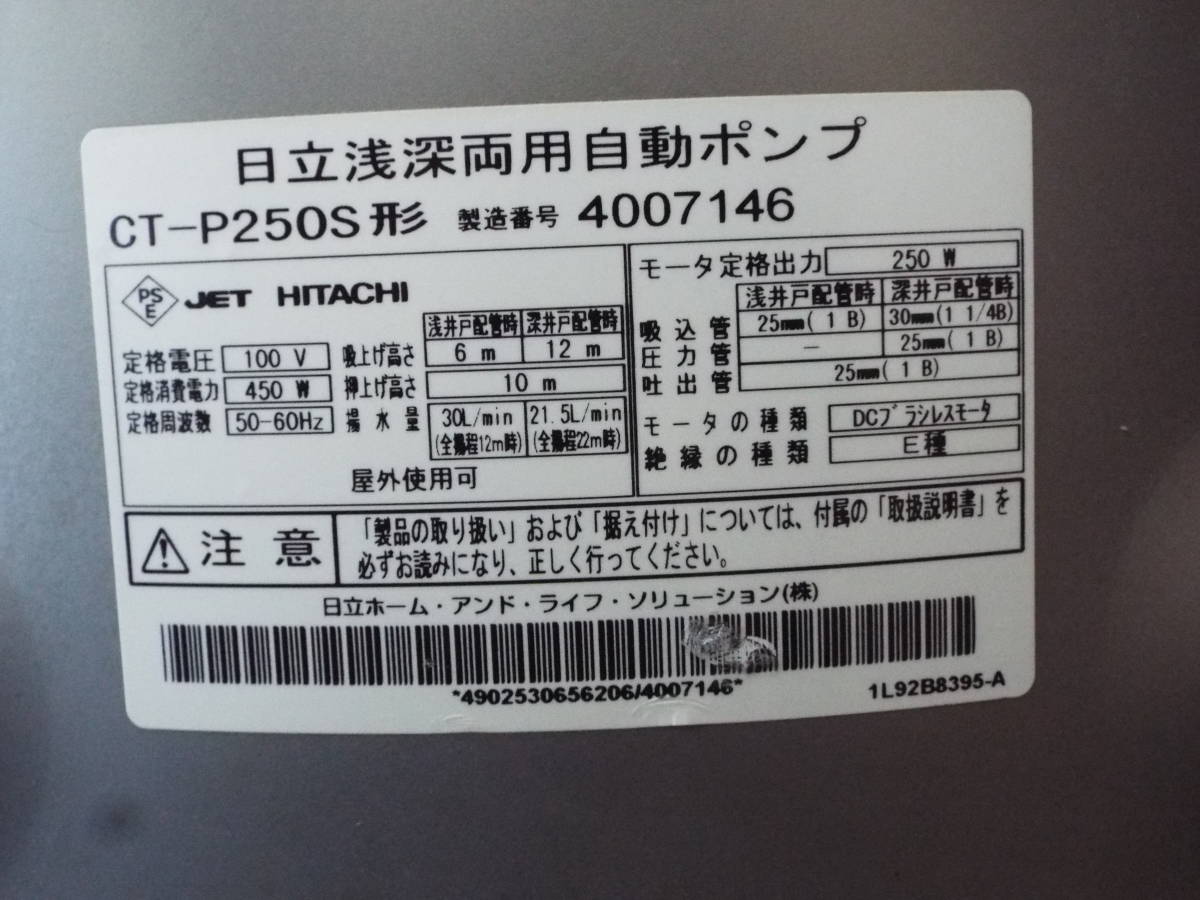 日立浅深両用自動ポンプ
CT-P250S形 製造番号 4007146
PSE JET HITACHI
浅井戸配管時 深井戸配管時
定格電圧 100 V 吸上げ高さ 6 m 12 m
定格消費電力 450 W 押上げ高さ 10 m
定格周波数 50-60Hz 揚水量 30L/min 21.5L/min
(全揚程12m時) (全揚程22m時)
屋外使用可
モータ定格出力 250 W
浅井戸配管時 深井戸配管時
吸込管 25mm(1B) 30mm(1 1/4B)
圧力管 － 25mm(1B)
吐出管 25mm(1B)
モータの種類 DCブラシレスモータ
絶縁の種類 E種
注意 「製品の取り扱い」および「据え付け」については、付属の「取扱説明書」を
必ずお読みになり、正しく行ってください。
日立ホーム・アンド・ライフ・ソリューション(株)
*4902530656206/4007146*
1L92B8395-A